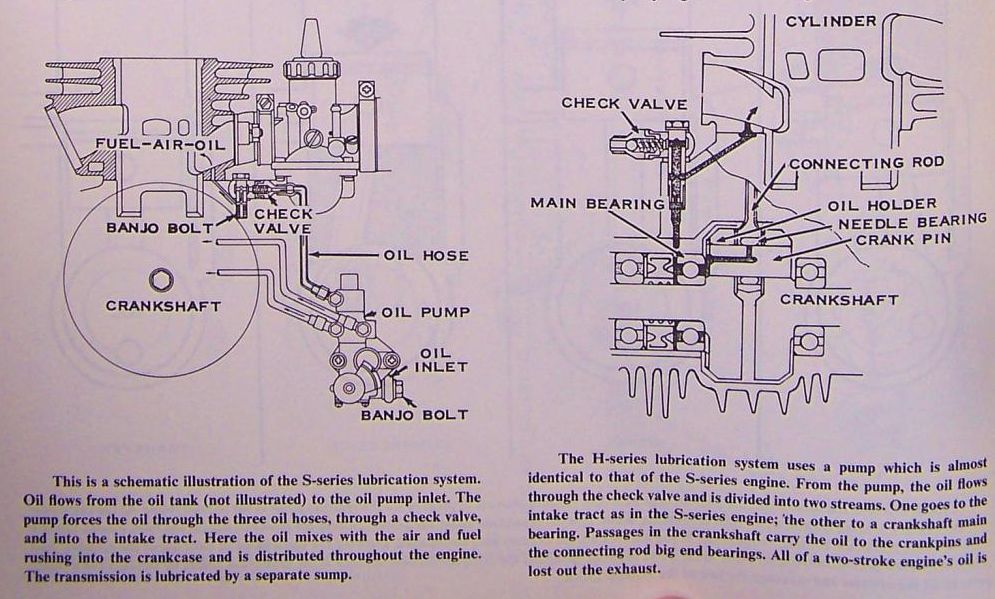 FUEL-AIR-OIL
BANJO BOLT
CHECK
VALVE
OIL HOSE
CRANKSHAFT
OIL PUMP
OIL
INLET
BANJO BOLT
This is a schematic illustration of the S-series lubrication system.
Oil flows from the oil tank (not illustrated) to the oil pump inlet. The
pump forces the oil through the three oil hoses, through a check valve,
and into the intake tract. Here the oil mixes with the air and fuel
rushing into the crankcase and is distributed throughout the engine.
The transmission is lubricated by a separate sump.
CYLINDER
CHECK VALVE
CONNECTING ROD
MAIN BEARING
OIL HOLDER
NEEDLE BEARING
CRANK PIN
CRANKSHAFT
The H-series lubrication system uses a pump which is almost
identical to that of the S-series engine. From the pump, the oil flows
through the check valve and is divided into two streams. One goes to the
intake tract as in the S-series engine; the other to a crankshaft main
bearing. Passages in the crankshaft carry the oil to the crankpins and
the connecting rod big end bearings. All of a two-stroke engine's oil is
lost out the exhaust.